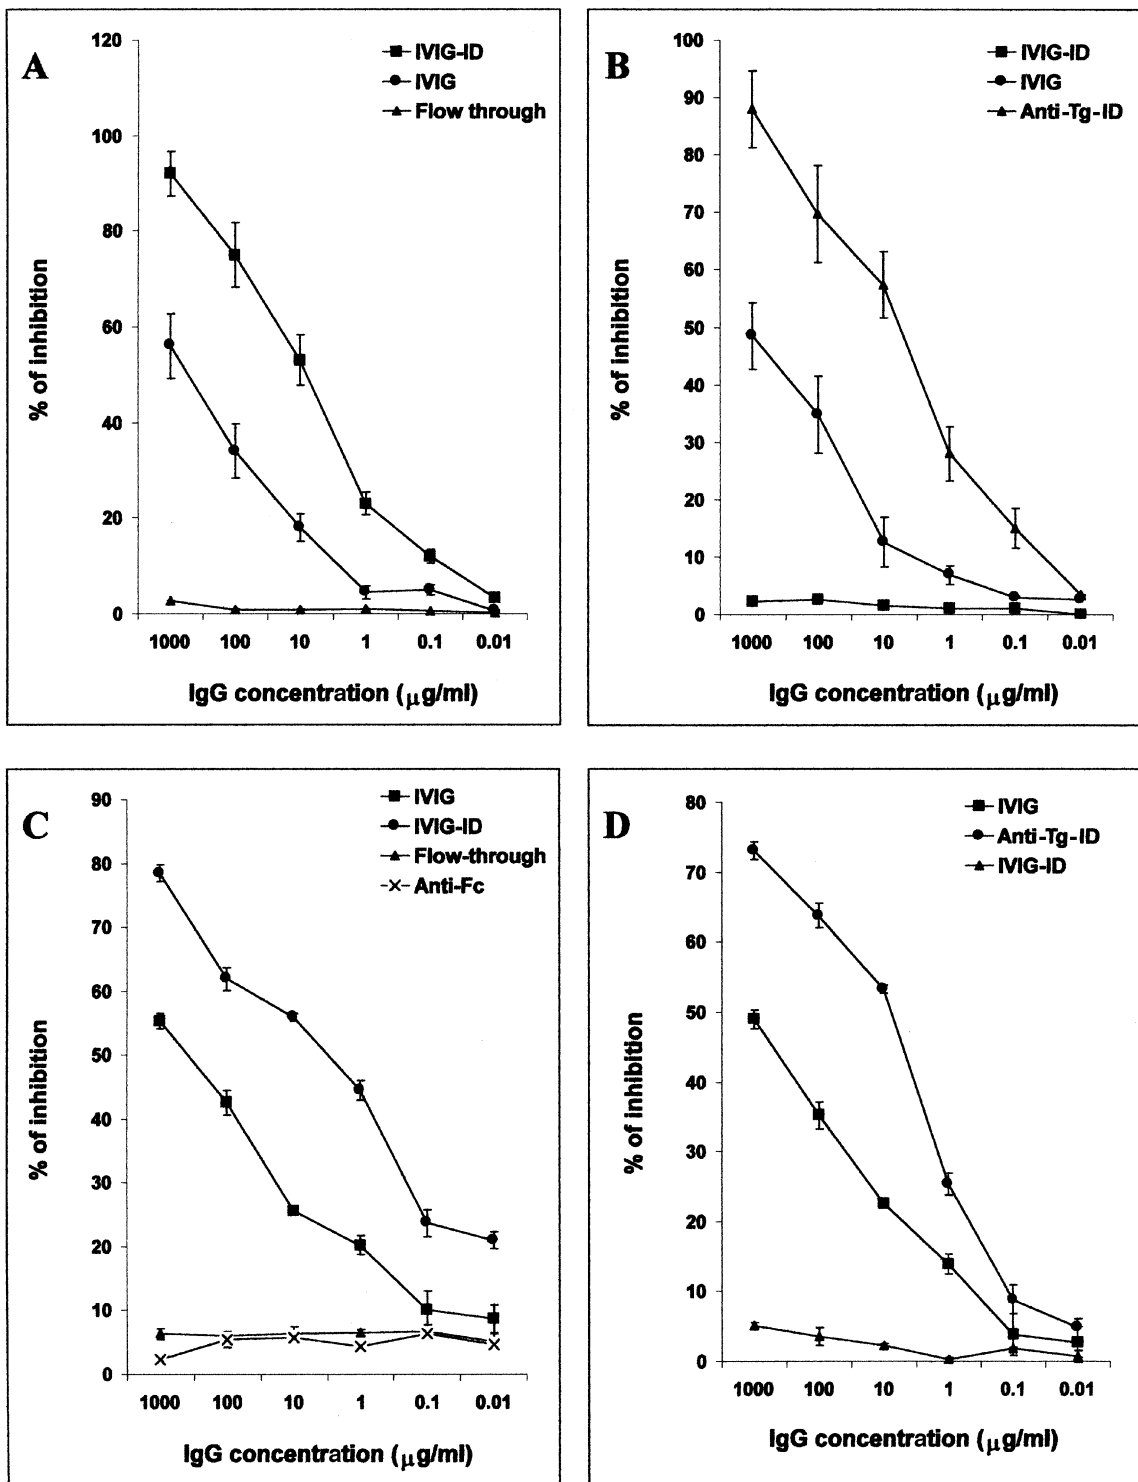 A
120
100
80
60
40
20
0
% of inhibition
IVIG-ID
IVIG
Flow through
1000 100 10 1 0.1 0.01
IgG concentration (µg/ml)
B
100
90
80
70
60
50
40
30
20
10
0
% of inhibition
IVIG-ID
IVIG
Anti-Tg-ID
1000 100 10 1 0.1 0.01
IgG concentration (µg/ml)
C
90
80
70
60
50
40
30
20
10
0
% of inhibition
IVIG
IVIG-ID
Flow-through
Anti-Fc
1000 100 10 1 0.1 0.01
IgG concentration (µg/ml)
D
80
70
60
50
40
30
20
10
0
% of inhibition
IVIG
Anti-Tg-ID
IVIG-ID
1000 100 10 1 0.1 0.01
IgG concentration (µg/ml)